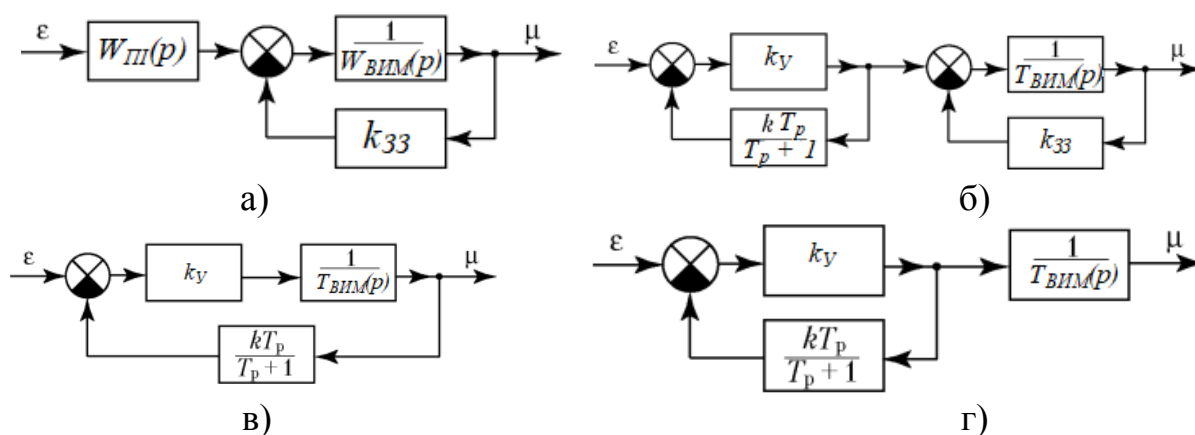 ε W_ПІ(p) 1/W_ВИМ(p) μ
k_ЗЗ
а)
ε k_У 1/T_ВИМ(p) μ
k T_p/T_p + 1 k_ЗЗ
б)
ε k_У 1/T_ВИМ(p) μ
kT_p/T_p + 1
в)
ε k_У 1/T_ВИМ(p) μ
kT_p/T_p + 1
г)